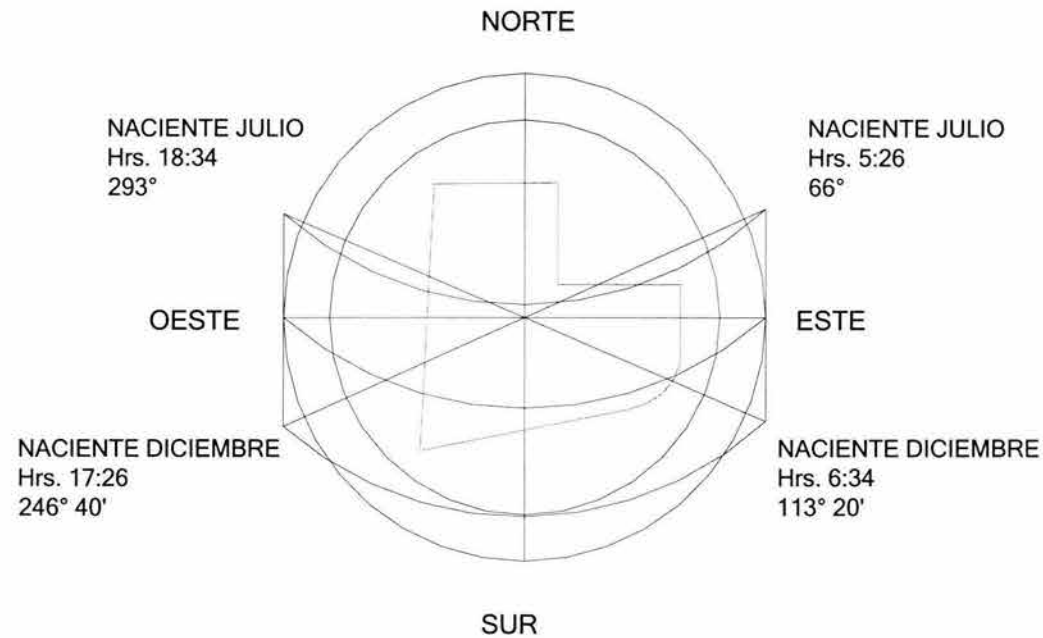 NORTE
NACIENTE JULIO
Hrs. 18:34
293°
NACIENTE JULIO
Hrs. 5:26
66°
OESTE
ESTE
NACIENTE DICIEMBRE
Hrs. 17:26
246° 40'
NACIENTE DICIEMBRE
Hrs. 6:34
113° 20'
SUR